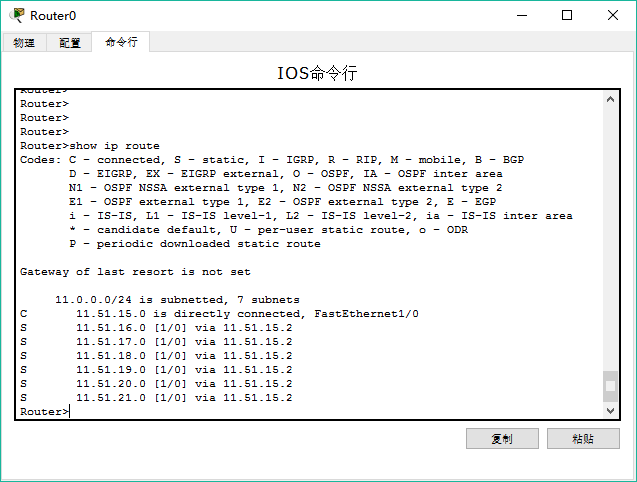 Router0
物理 配置 命令行
IOS命令行
Router>
Router>
Router>
Router>
Router>show ip route
Codes: C - connected, S - static, I - IGRP, R - RIP, M - mobile, B - BGP
D - EIGRP, EX - EIGRP external, O - OSPF, IA - OSPF inter area
N1 - OSPF NSSA external type 1, N2 - OSPF NSSA external type 2
E1 - OSPF external type 1, E2 - OSPF external type 2, E - EGP
i - IS-IS, L1 - IS-IS level-1, L2 - IS-IS level-2, ia - IS-IS inter area
* - candidate default, U - per-user static route, o - ODR
P - periodic downloaded static route
Gateway of last resort is not set
11.0.0.0/24 is subnetted, 7 subnets
C 11.51.15.0 is directly connected, FastEthernet1/0
S 11.51.16.0 [1/0] via 11.51.15.2
S 11.51.17.0 [1/0] via 11.51.15.2
S 11.51.18.0 [1/0] via 11.51.15.2
S 11.51.19.0 [1/0] via 11.51.15.2
S 11.51.20.0 [1/0] via 11.51.15.2
S 11.51.21.0 [1/0] via 11.51.15.2
Router>
复制 粘贴